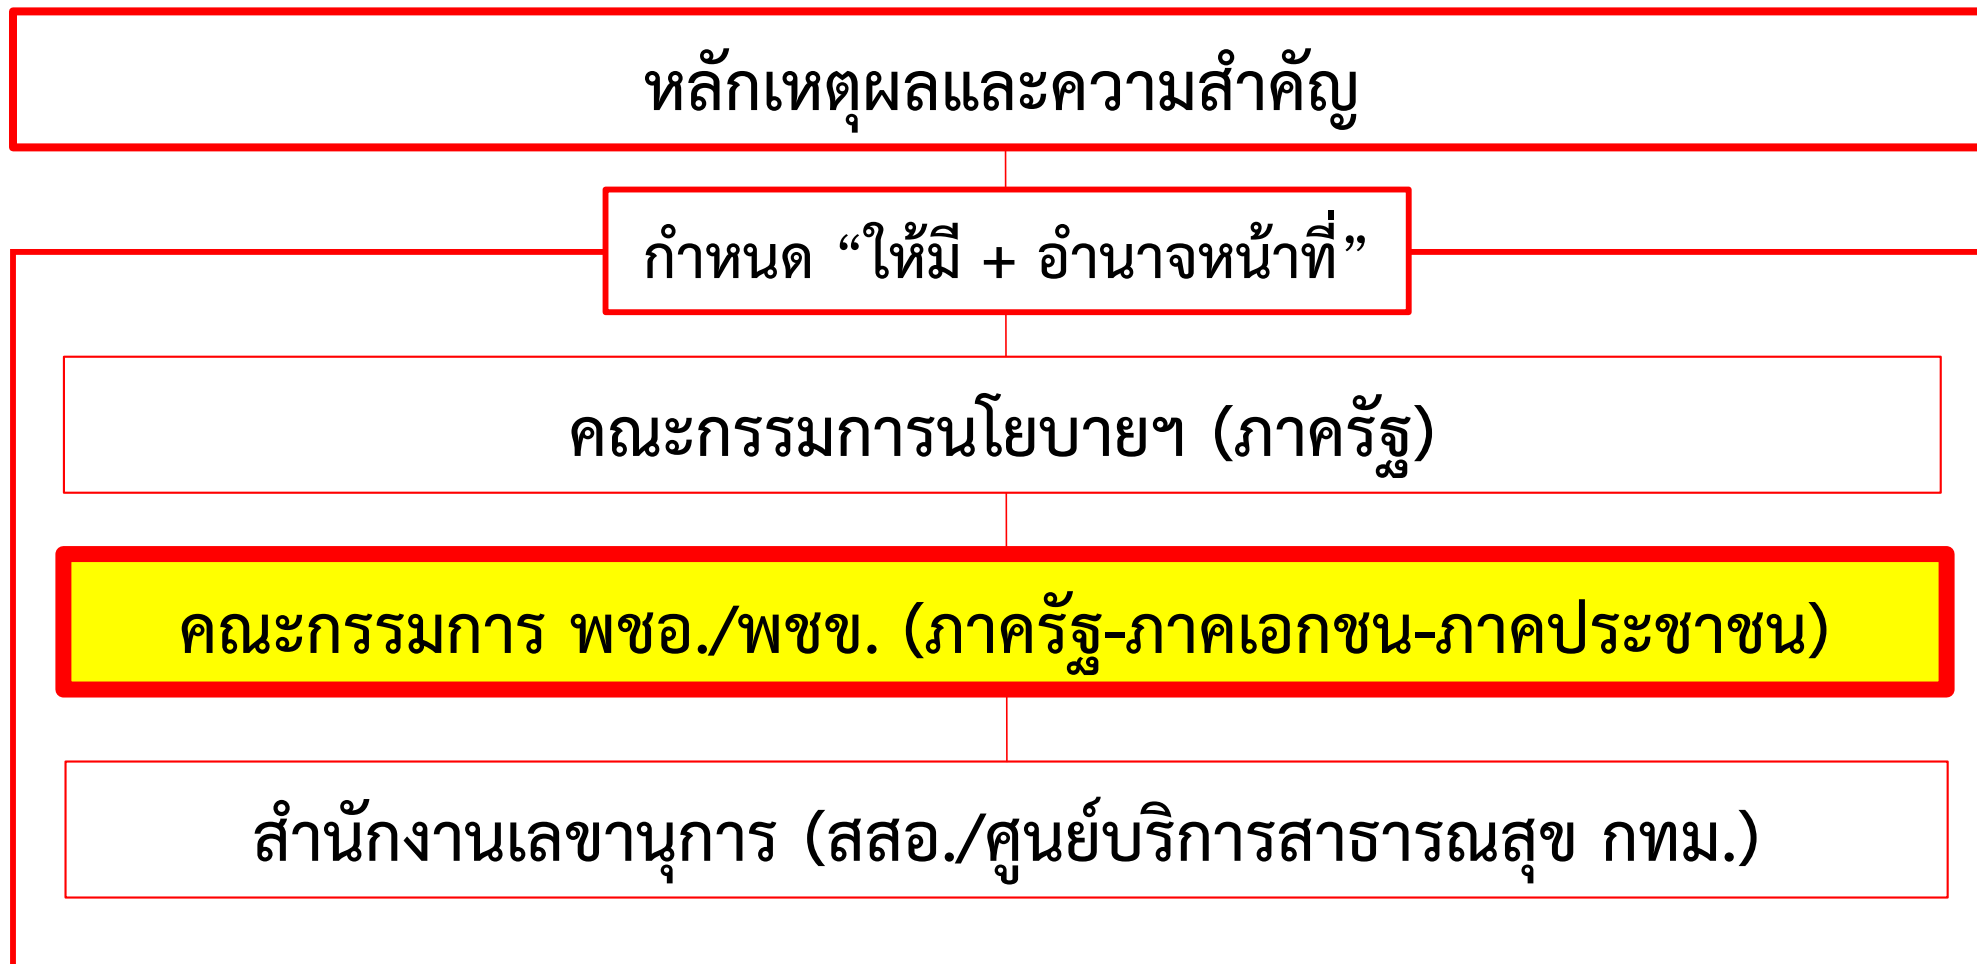 หลักเหตุผลและความสำคัญ
กำหนด “ให้มี + อำนาจหน้าที่”
คณะกรรมการนโยบายฯ (ภาครัฐ)
คณะกรรมการ พชอ./พชข. (ภาครัฐ-ภาคเอกชน-ภาคประชาชน)
สำนักงานเลขานุการ (สสอ./ศูนย์บริการสาธารณสุข กทม.)